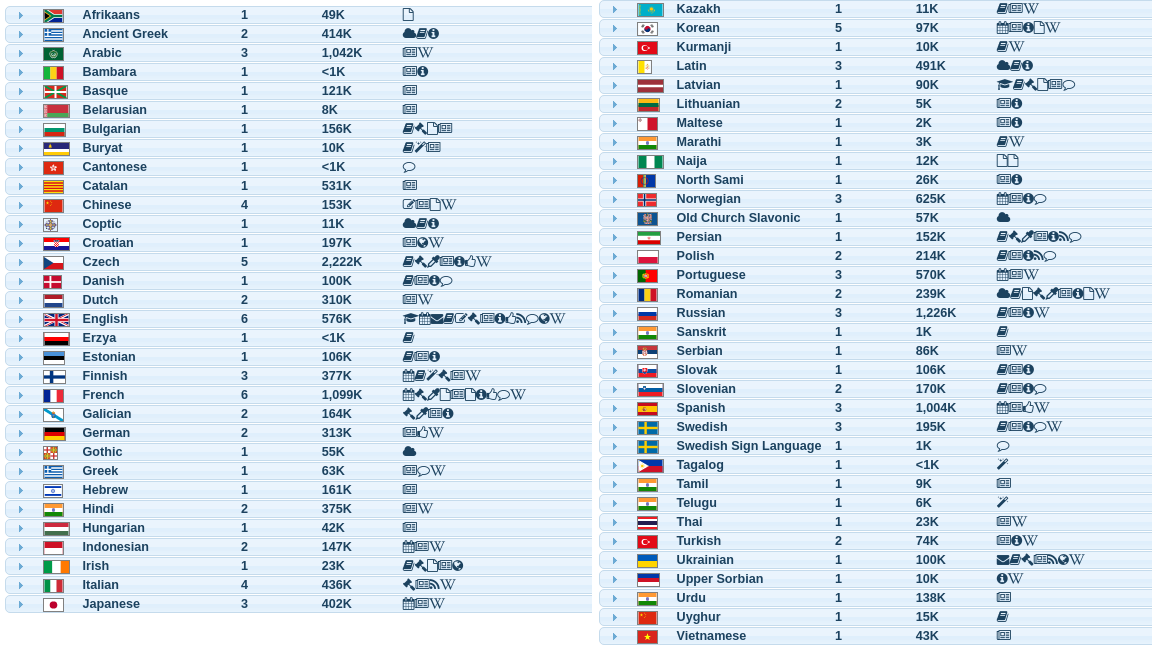 Afrikaans 1 49K
Ancient Greek 2 414K
Arabic 3 1,042K
Bambara 1 <1K
Basque 1 121K
Belarusian 1 8K
Bulgarian 1 156K
Buryat 1 10K
Cantonese 1 <1K
Catalan 1 531K
Chinese 4 153K
Coptic 1 11K
Croatian 1 197K
Czech 5 2,222K
Danish 1 100K
Dutch 2 310K
English 6 576K
Erzya 1 <1K
Estonian 1 106K
Finnish 3 377K
French 6 1,099K
Galician 2 164K
German 2 313K
Gothic 1 55K
Greek 1 63K
Hebrew 1 161K
Hindi 2 375K
Hungarian 1 42K
Indonesian 2 147K
Irish 1 23K
Italian 4 436K
Japanese 3 402K
Kazakh 1 11K
Korean 5 97K
Kurmanji 1 10K
Latin 3 491K
Latvian 1 90K
Lithuanian 2 5K
Maltese 1 2K
Marathi 1 3K
Naija 1 12K
North Sami 1 26K
Norwegian 3 625K
Old Church Slavonic 1 57K
Persian 1 152K
Polish 2 214K
Portuguese 3 570K
Romanian 2 239K
Russian 3 1,226K
Sanskrit 1 1K
Serbian 1 86K
Slovak 1 106K
Slovenian 2 170K
Spanish 3 1,004K
Swedish 3 195K
Swedish Sign Language 1 1K
Tagalog 1 <1K
Tamil 1 9K
Telugu 1 6K
Thai 1 23K
Turkish 2 74K
Ukrainian 1 100K
Upper Sorbian 1 10K
Urdu 1 138K
Uyghur 1 15K
Vietnamese 1 43K